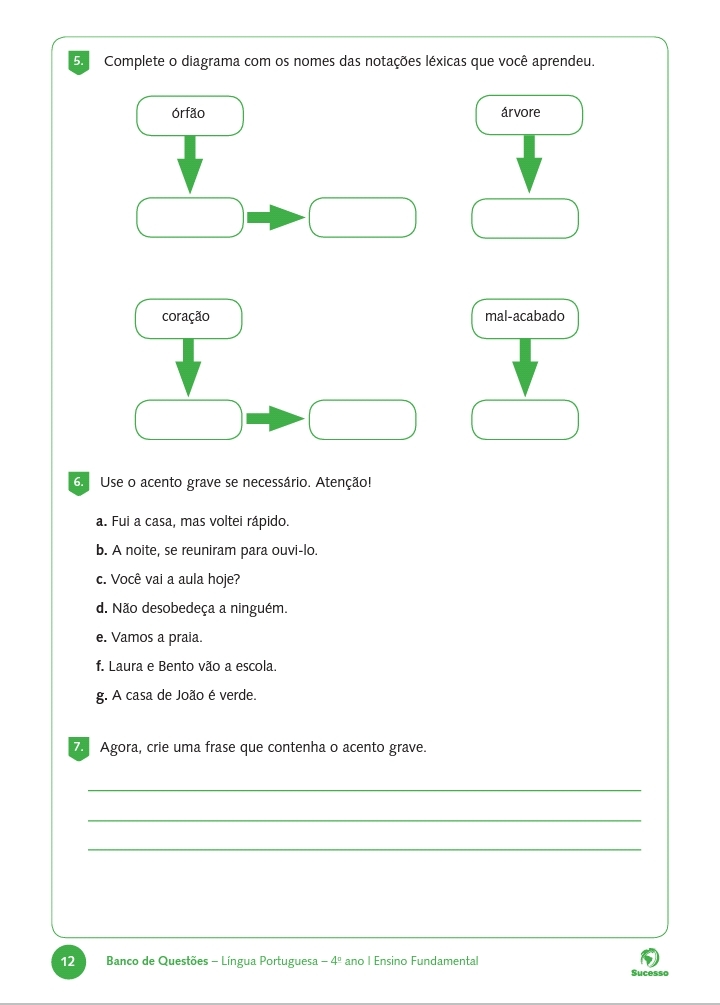 5. Complete o diagrama com os nomes das notações léxicas que você aprendeu.
órfão
árvore
coração
mal-acabado
6. Use o acento grave se necessário. Atenção!
a. Fui a casa, mas voltei rápido.
b. A noite, se reuniram para ouvi-lo.
c. Você vai a aula hoje?
d. Não desobedeça a ninguém.
e. Vamos a praia.
f. Laura e Bento vão a escola.
g. A casa de João é verde.
7. Agora, crie uma frase que contenha o acento grave.
12 Banco de Questões – Língua Portuguesa – 4º ano | Ensino Fundamental
Sucesso